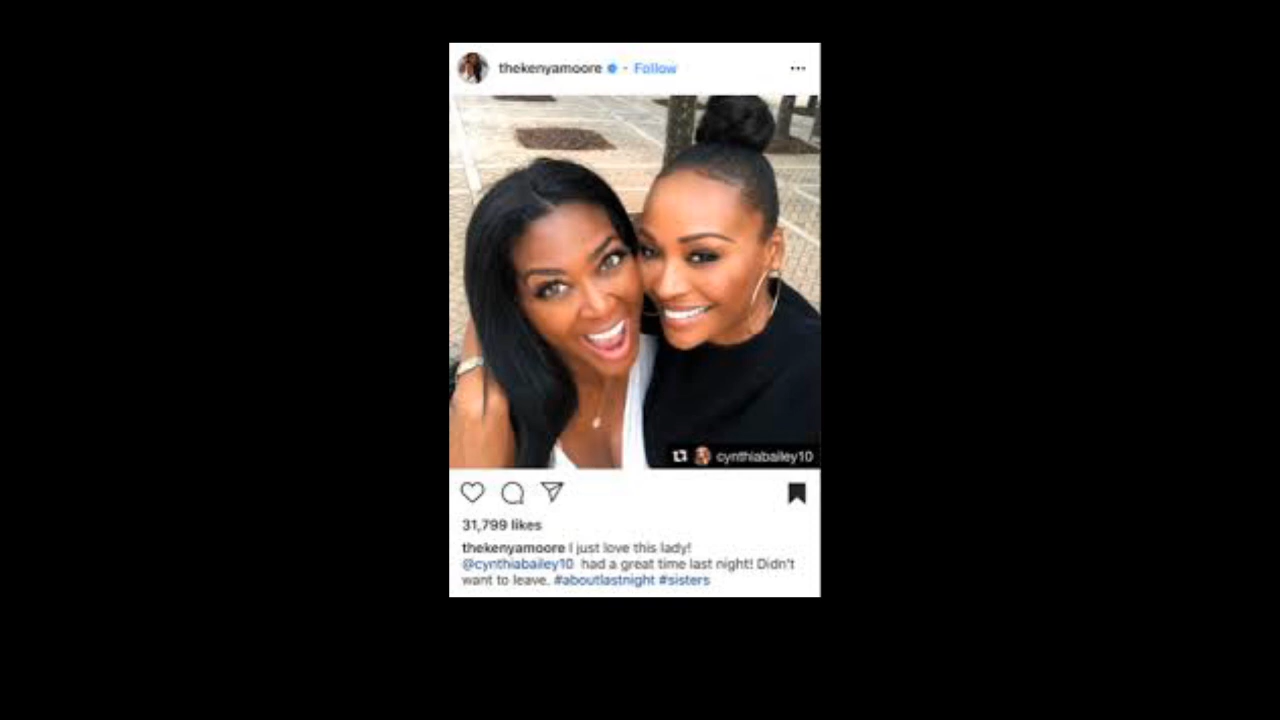 thekenyamoore • Follow
cynthiabailey10
31,799 likes
thekenyamoore I just love this lady!
@cynthiabailey10 had a great time last night! Didn't
want to leave. #aboutlastnight #sisters